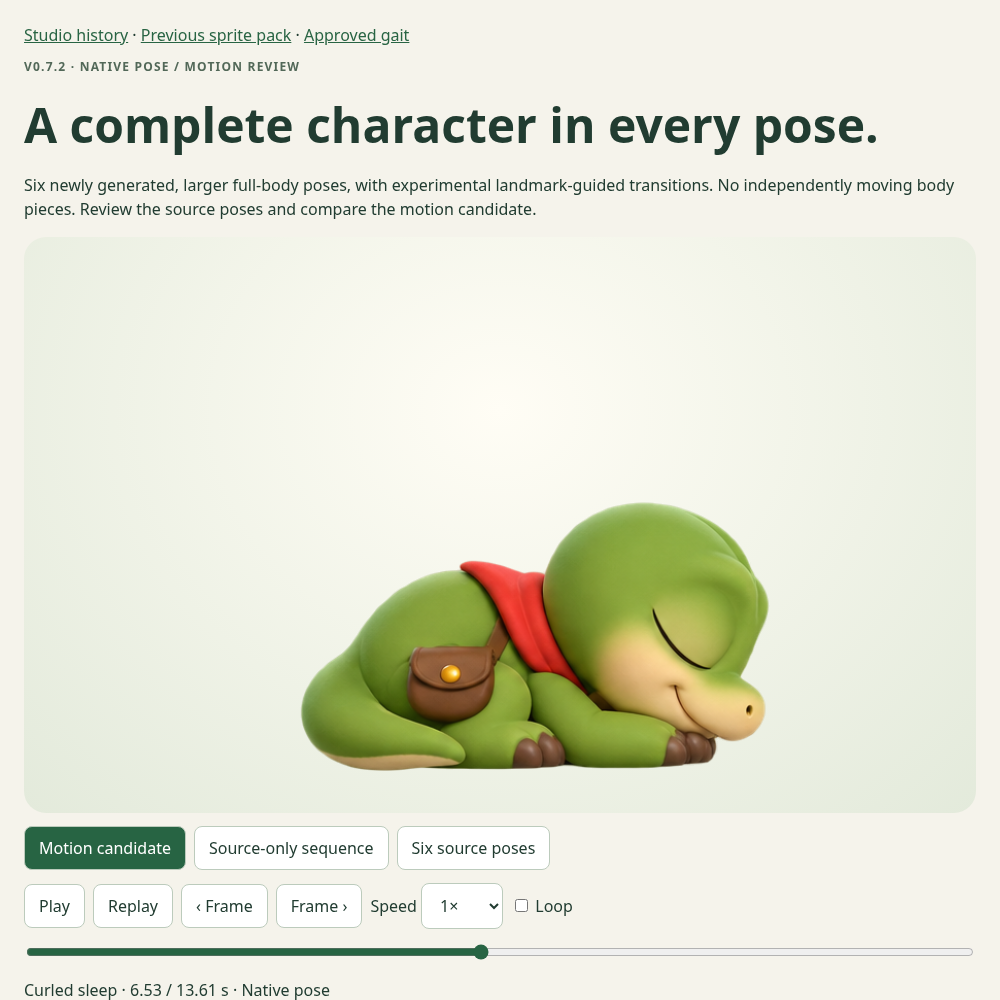 Studio history · Previous sprite pack · Approved gait
V0.7.2 · NATIVE POSE / MOTION REVIEW
A complete character in every pose.
Six newly generated, larger full-body poses, with experimental landmark-guided transitions. No independently moving body
pieces. Review the source poses and compare the motion candidate.
Motion candidate Source-only sequence Six source poses
Play Replay ‹ Frame Frame › Speed 1× Loop
Curled sleep · 6.53 / 13.61 s · Native pose